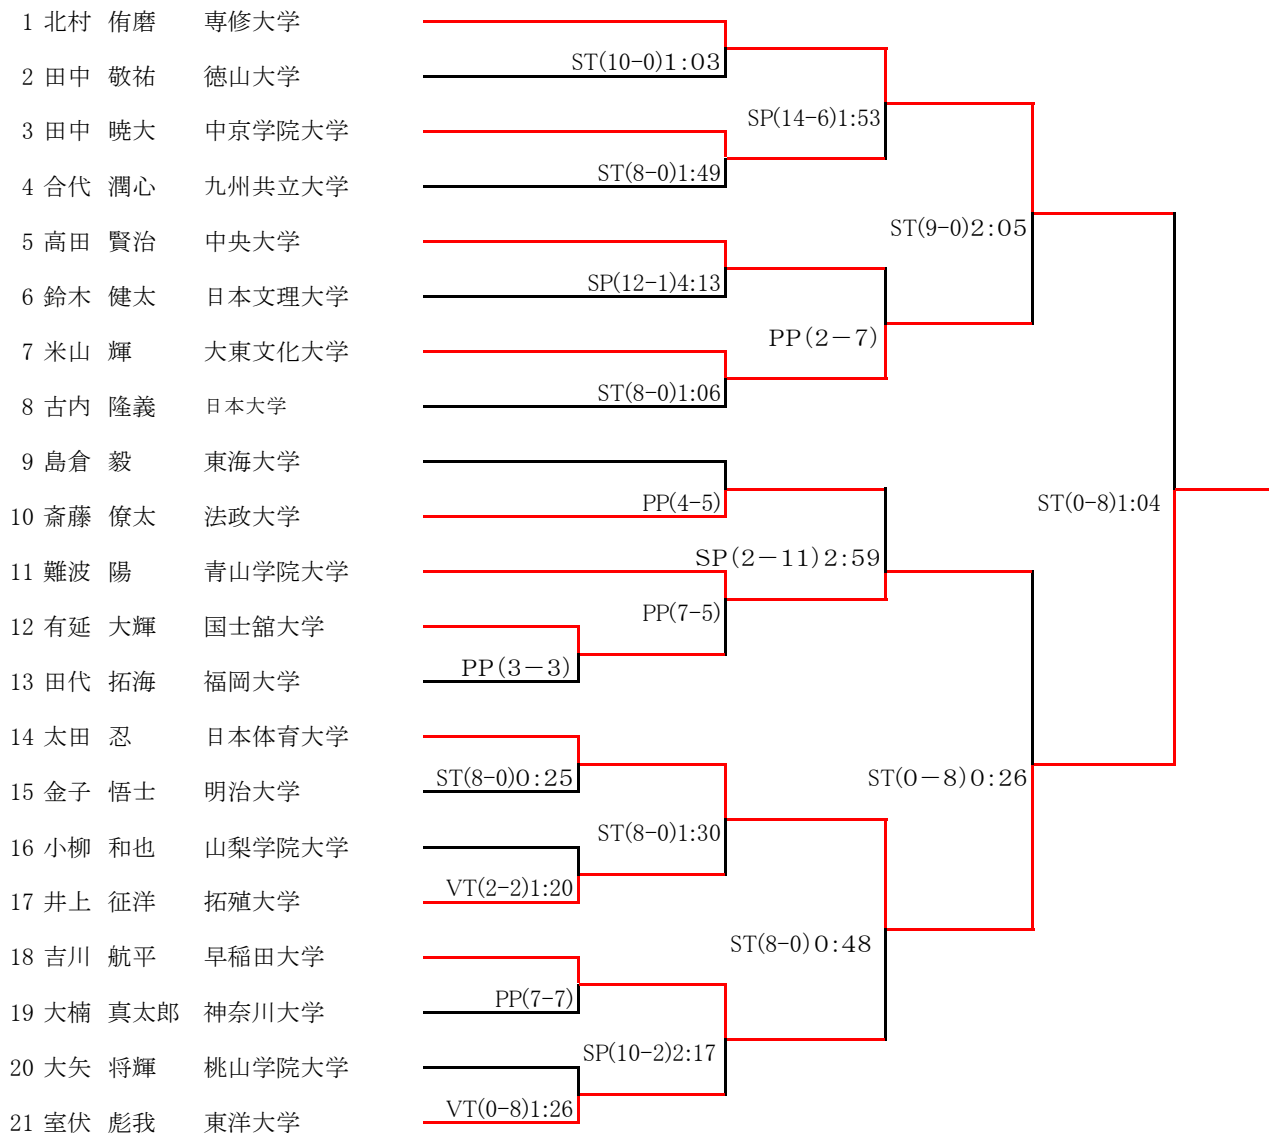 1 北村 侑磨 専修大学
ST(10-0)1:03
2 田中 敬祐 徳山大学
SP(14-6)1:53
3 田中 暁大 中京学院大学
ST(8-0)1:49
4 合代 潤心 九州共立大学
ST(9-0)2:05
5 高田 賢治 中央大学
SP(12-1)4:13
6 鈴木 健太 日本文理大学
PP(2-7)
7 米山 輝 大東文化大学
ST(8-0)1:06
8 古内 隆義 日本大学
9 島倉 毅 東海大学
PP(4-5)
ST(0-8)1:04
10 斎藤 僚太 法政大学
SP(2-11)2:59
11 難波 陽 青山学院大学
PP(7-5)
12 有延 大輝 国士舘大学
PP(3-3)
13 田代 拓海 福岡大学
14 太田 忍 日本体育大学
ST(8-0)0:25
ST(0-8)0:26
15 金子 悟士 明治大学
ST(8-0)1:30
16 小柳 和也 山梨学院大学
VT(2-2)1:20
17 井上 征洋 拓殖大学
ST(8-0)0:48
18 吉川 航平 早稲田大学
PP(7-7)
19 大楠 真太郎 神奈川大学
SP(10-2)2:17
20 大矢 将輝 桃山学院大学
VT(0-8)1:26
21 室伏 彪我 東洋大学